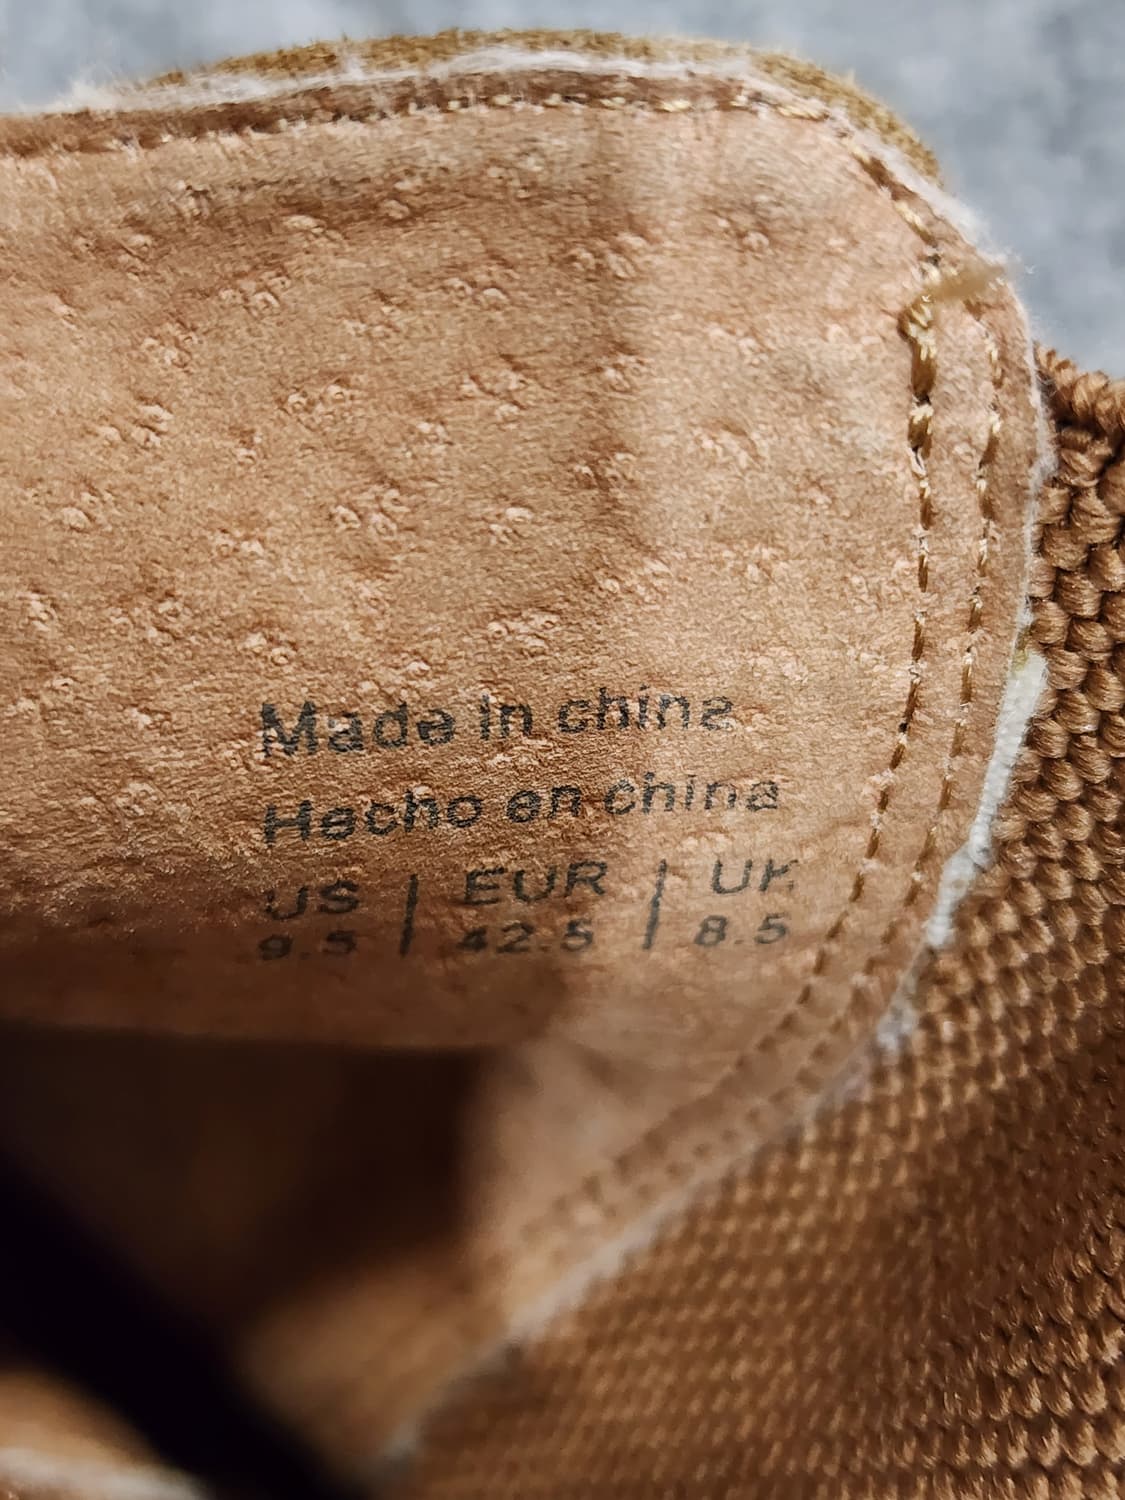 Made in china
Hecho en china
US | EUR | UK
9.5 | 42.5 | 8.5